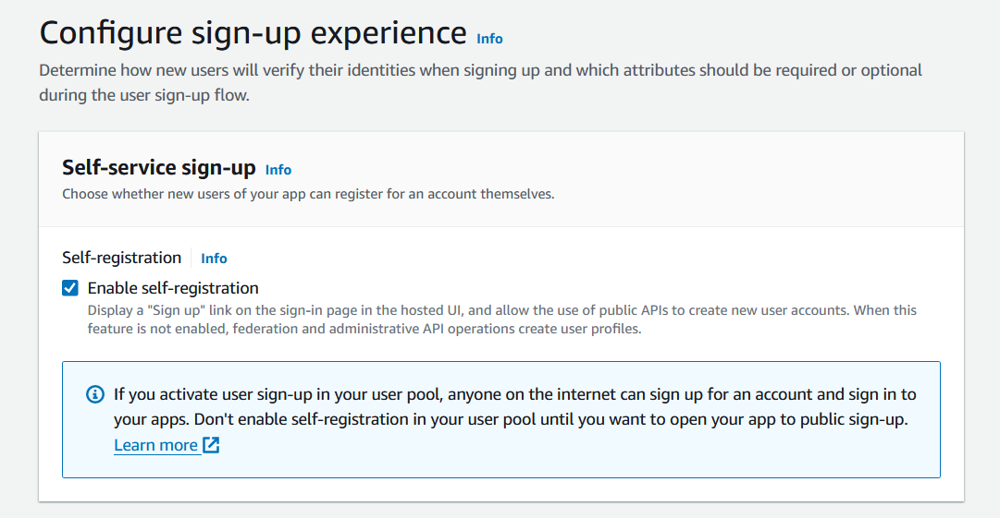 Configure sign-up experience Info
Determine how new users will verify their identities when signing up and which attributes should be required or optional
during the user sign-up flow.
Self-service sign-up Info
Choose whether new users of your app can register for an account themselves.
Self-registration Info
Enable self-registration
Display a "Sign up" link on the sign-in page in the hosted UI, and allow the use of public APIs to create new user accounts. When this
feature is not enabled, federation and administrative API operations create user profiles.
If you activate user sign-up in your user pool, anyone on the internet can sign up for an account and sign in to
your apps. Don't enable self-registration in your user pool until you want to open your app to public sign-up.
Learn more